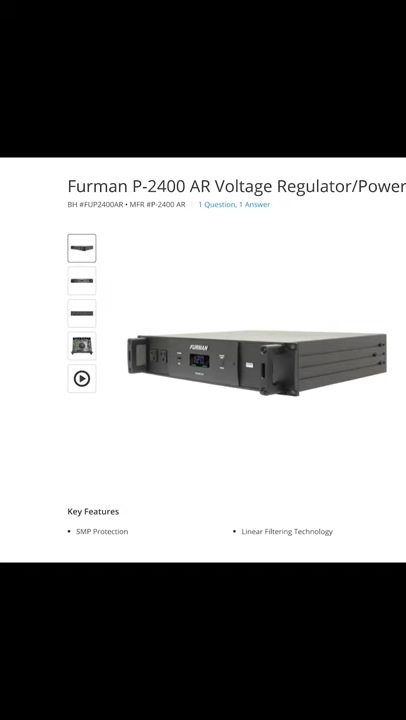 Furman P-2400 AR Voltage Regulator/Power
BH #FUP2400AR • MFR #P-2400 AR
1 Question, 1 Answer
FURMAN
Key Features
• SMP Protection
• Linear Filtering Technology